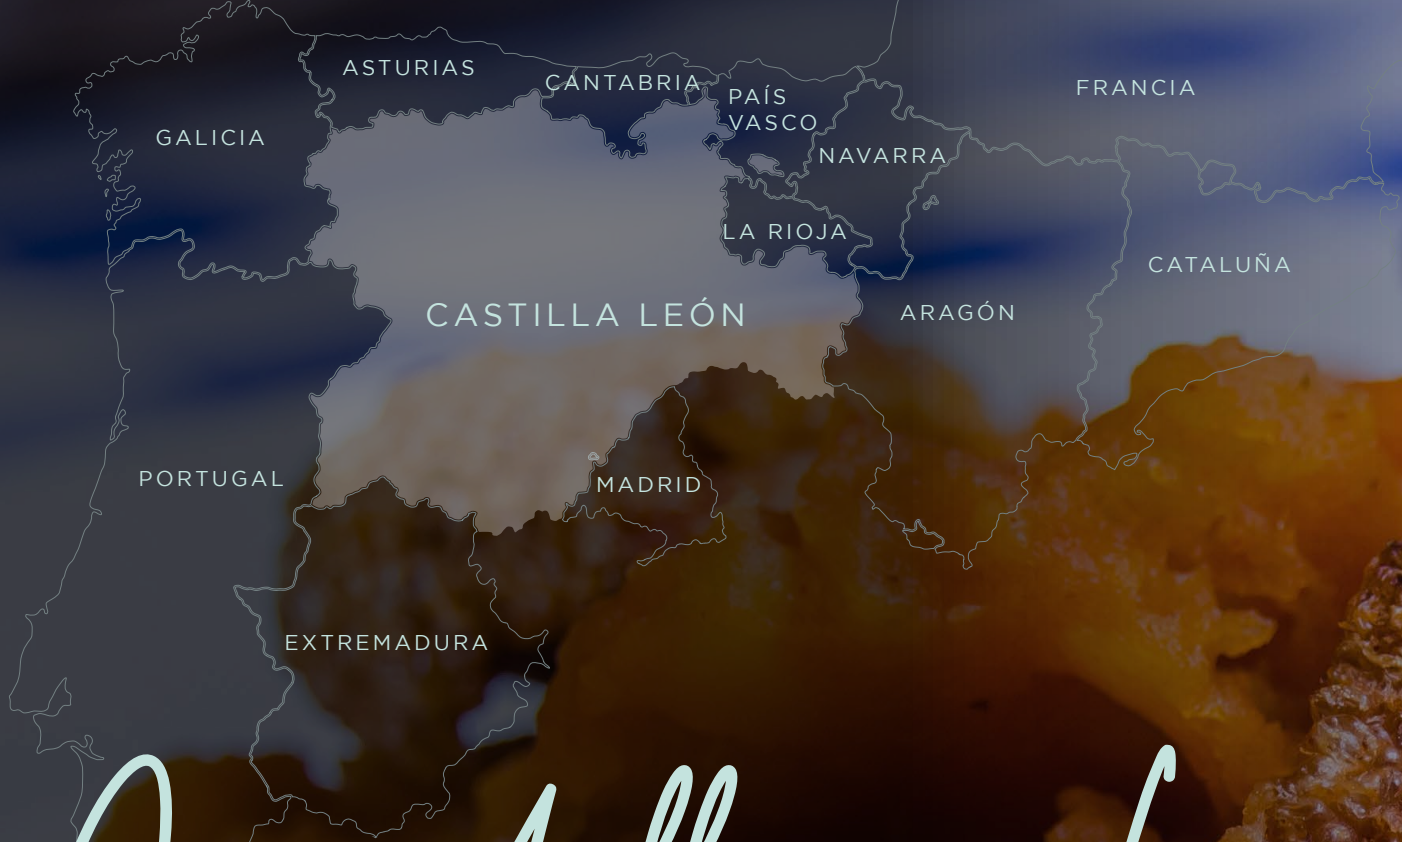 ASTURIAS
CANTABRIA
PAÍS
VASCO
FRANCIA
GALICIA
NAVARRA
LA RIOJA
CATALUÑA
CASTILLA LEÓN
ARAGÓN
PORTUGAL
MADRID
EXTREMADURA